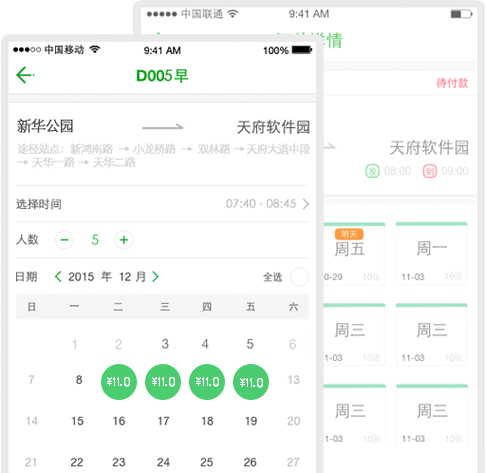 中国联通 9:41 AM
中国移动 9:41 AM 100%
D005早
情
待付款
新华公园 天府软件园
途径站点：新鸿南路 → 小龙桥路 → 双林路 → 天府大道中段
→ 天华一路 → 天华二路
天府软件园
发 08:00 到 09:00
选择时间 07:40 - 08:45
人数 5
日期 2015 年 12 月 全选
日 一 二 三 四 五 六
1 2 3 4 5 6
7 8 ¥11.0 ¥11.0 ¥11.0 ¥11.0 13
14 15 16 17 18 19 20
21 22 23 24 25 26 27
明天
周五 周一
0-29 10张 11-03 10张
周三 周三
1-03 10张 11-03 10张
周三 周三
1-03 10张 11-03 10张